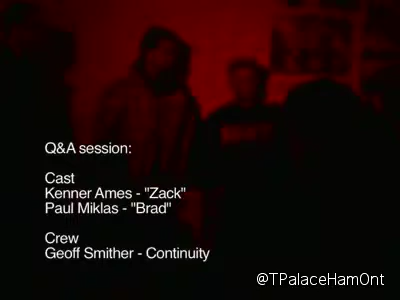 Q&A session:
Cast
Kenner Ames - "Zack"
Paul Miklas - "Brad"
Crew
Geoff Smither - Continuity
@TPalaceHamOnt